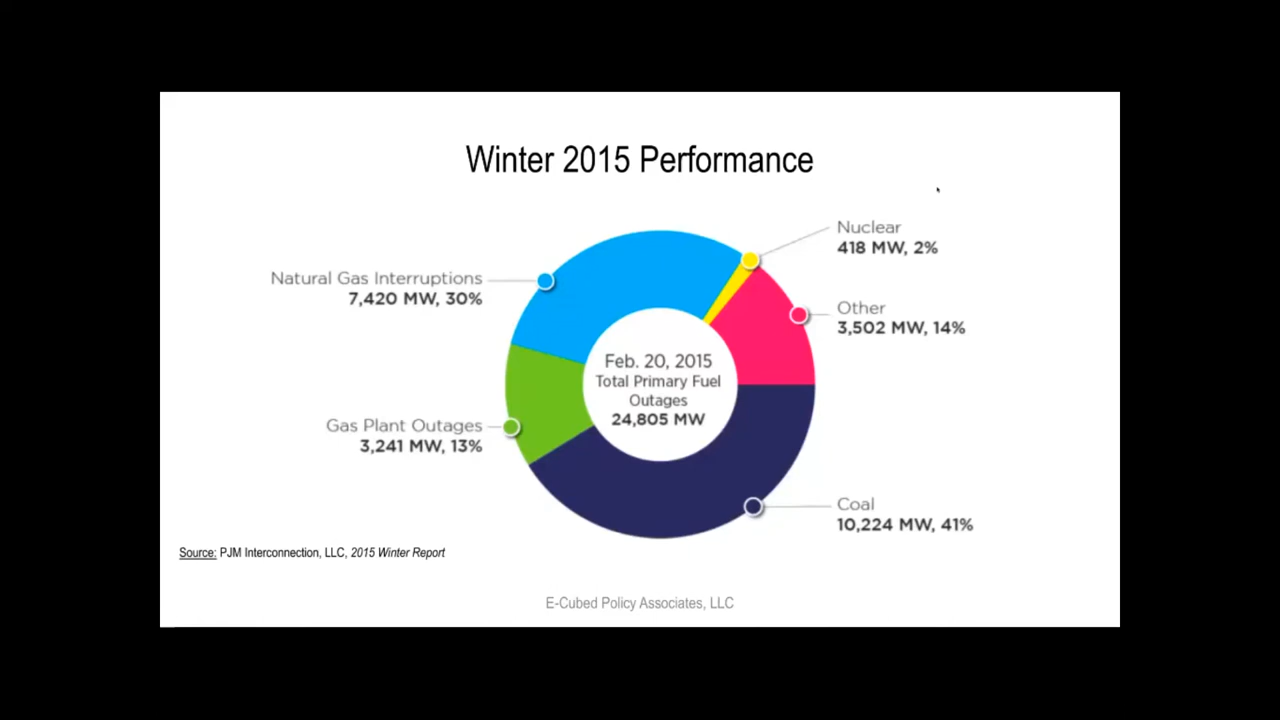 Winter 2015 Performance
Nuclear
418 MW, 2%
Natural Gas Interruptions
7,420 MW, 30%
Other
3,502 MW, 14%
Feb. 20, 2015
Total Primary Fuel
Outages
24,805 MW
Gas Plant Outages
3,241 MW, 13%
Coal
10,224 MW, 41%
Source: PJM Interconnection, LLC, 2015 Winter Report
E-Cubed Policy Associates, LLC